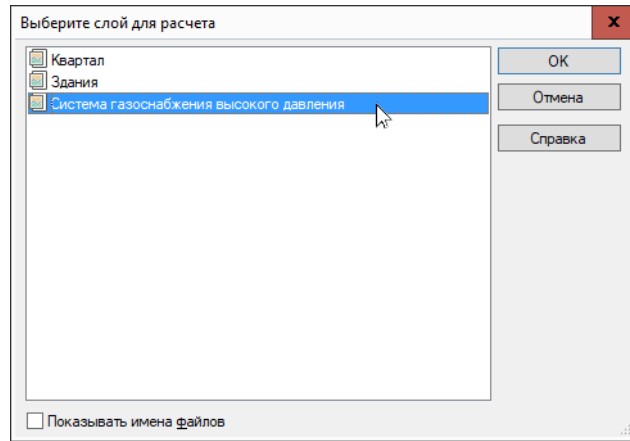 Выберите слой для расчета
Квартал
Здания
Система газоснабжения высокого давления
OK
Отмена
Справка
Показывать имена файлов